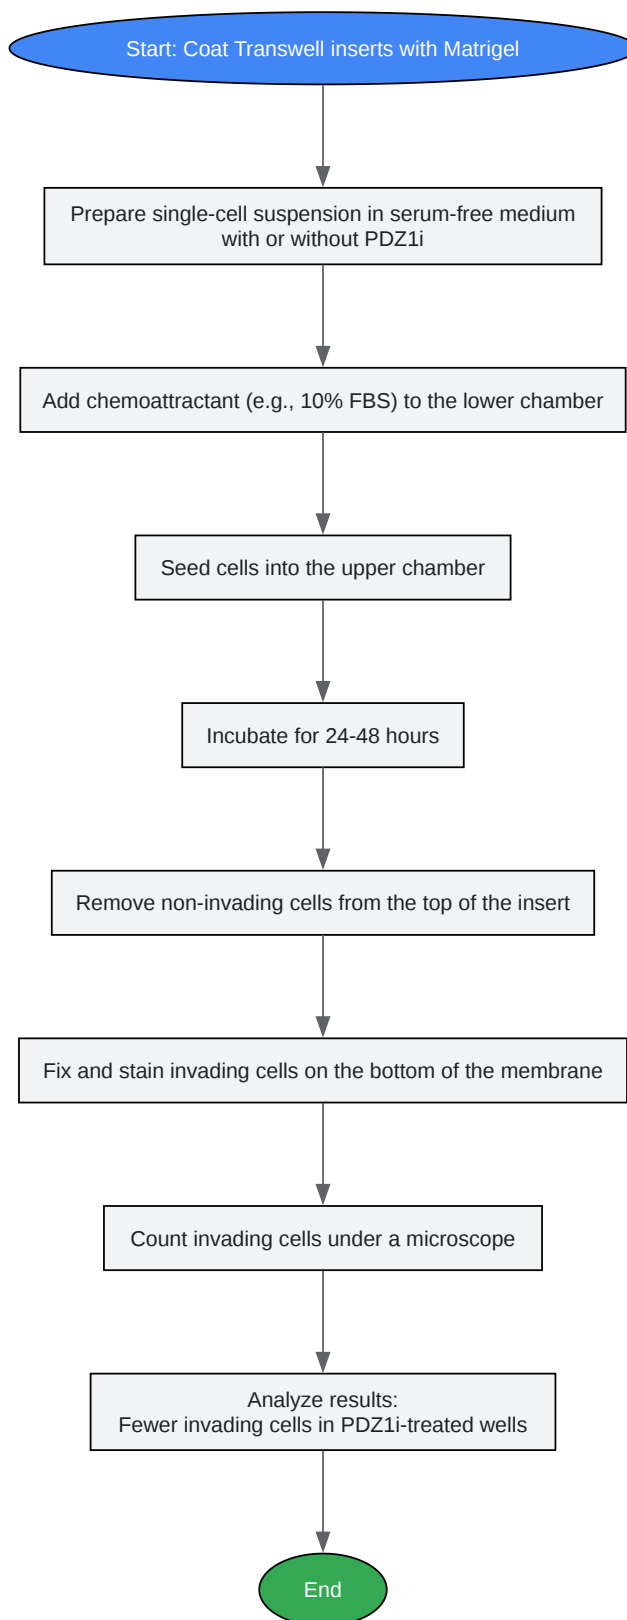 Start: Coat Transwell inserts with Matrigel
Prepare single-cell suspension in serum-free medium
with or without PDZ1i
Add chemoattractant (e.g., 10% FBS) to the lower chamber
Seed cells into the upper chamber
Incubate for 24-48 hours
Remove non-invading cells from the top of the insert
Fix and stain invading cells on the bottom of the membrane
Count invading cells under a microscope
Analyze results:
Fewer invading cells in PDZ1i-treated wells
End